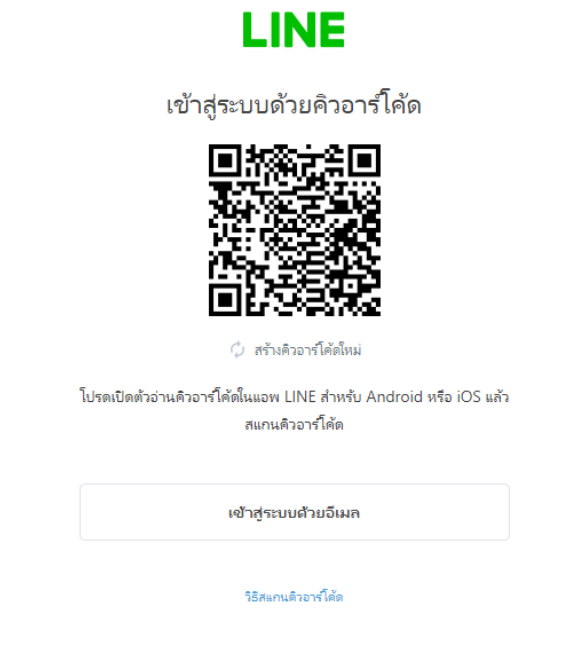 LINE
เข้าสู่ระบบด้วยคิวอาร์โค้ด
สร้างคิวอาร์โค้ดใหม่
โปรดเปิดตัวอ่านคิวอาร์โค้ดในแอพ LINE สำหรับ Android หรือ iOS แล้ว
สแกนคิวอาร์โค้ด
เข้าสู่ระบบด้วยอีเมล
วิธีสแกนคิวอาร์โค้ด